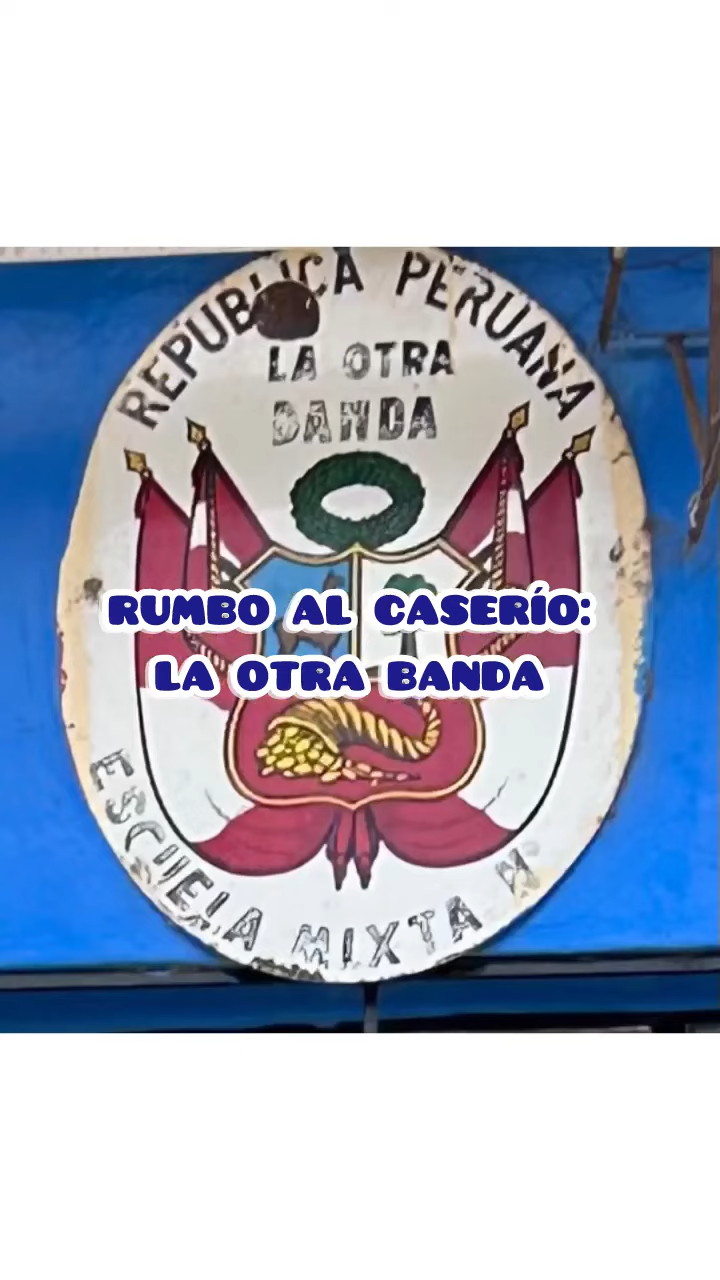 REPUBLICA PERUANA
LA OTRA
BANDA
RUMBO AL CASERÍO:
LA OTRA BANDA
ESCUELA MIXTA N°